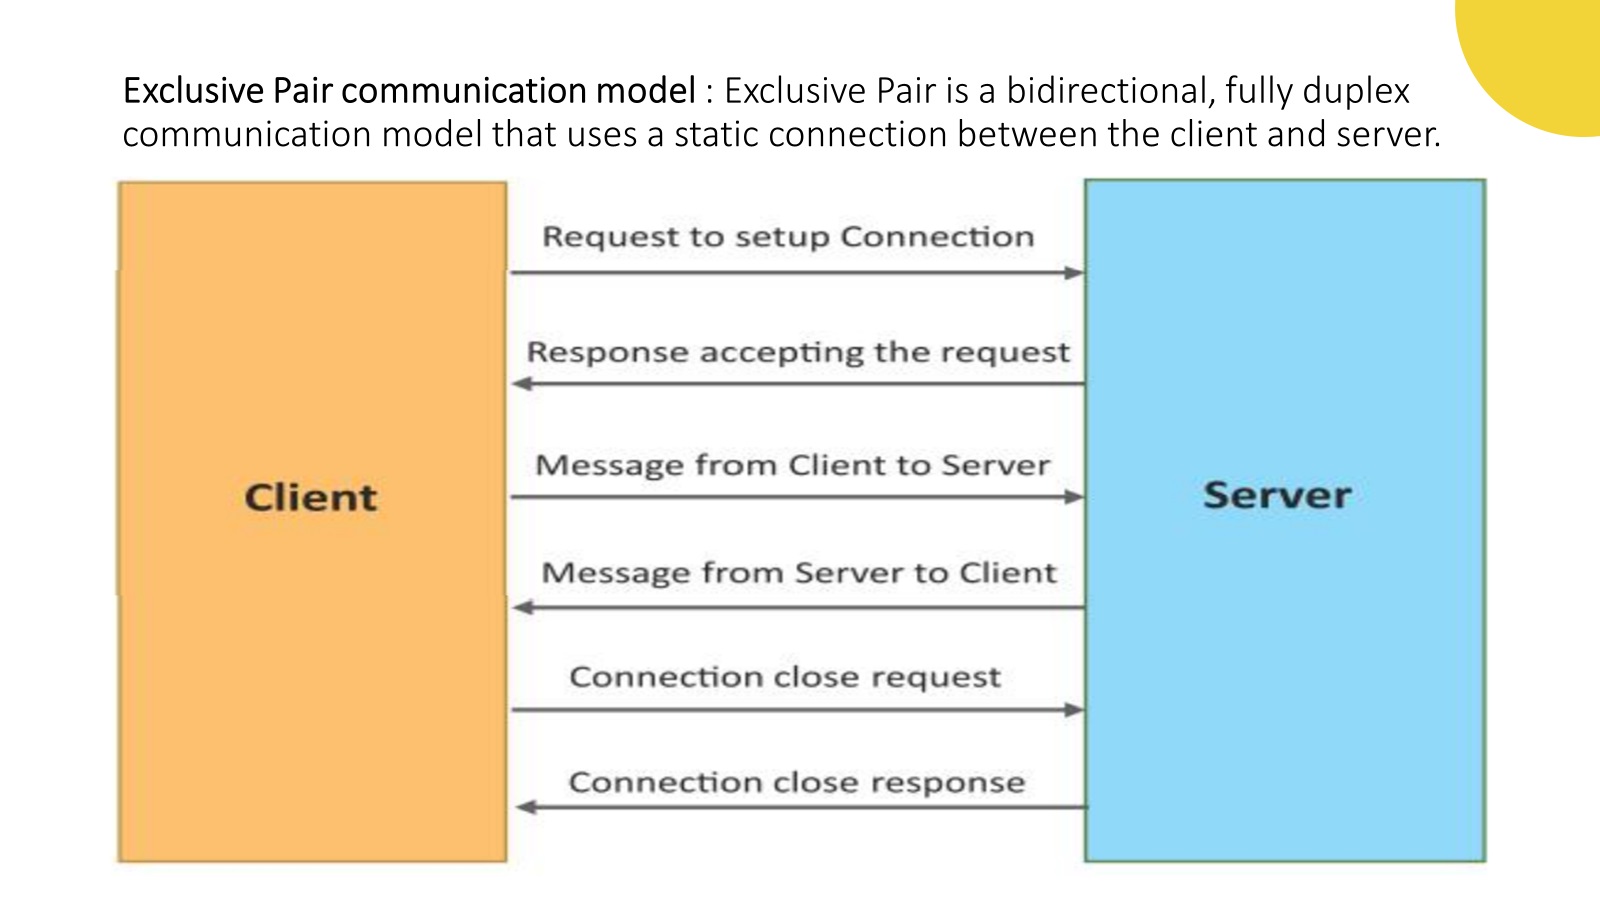 Exclusive Pair communication model : Exclusive Pair is a bidirectional, fully duplex
communication model that uses a static connection between the client and server.
Request to setup Connection
Response accepting the request
Message from Client to Server
Client
Server
Message from Server to Client
Connection close request
Connection close response